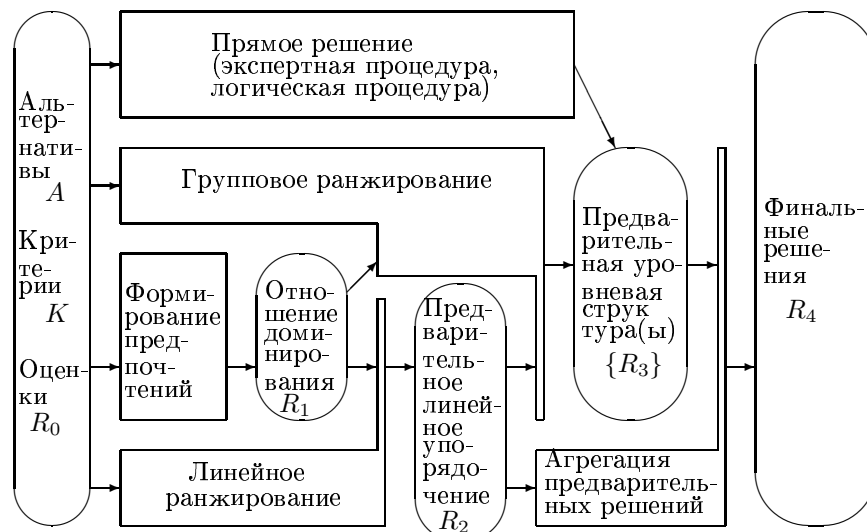 Аль-
тер-
нати-
вы
A
Кри-
те-
рии
K
Оцен-
ки
R₀
Прямое решение
(экспертная процедура,
логическая процедура)
Групповое ранжирование
Формиро-
рование
пред-
поч-
тений
Отно-
шение
доми-
ниро-
вания
R₁
Линейное
ранжирование
Пред-
вари-
тель-
ное
линей-
ное
упо-
рядо-
чение
R₂
Предва-
ритель-
ная уро-
вневая
струк
тура(ы)
{R₃}
Агрегация
предваритель-
ных решений
Финаль-
ные
реше-
ния
R₄